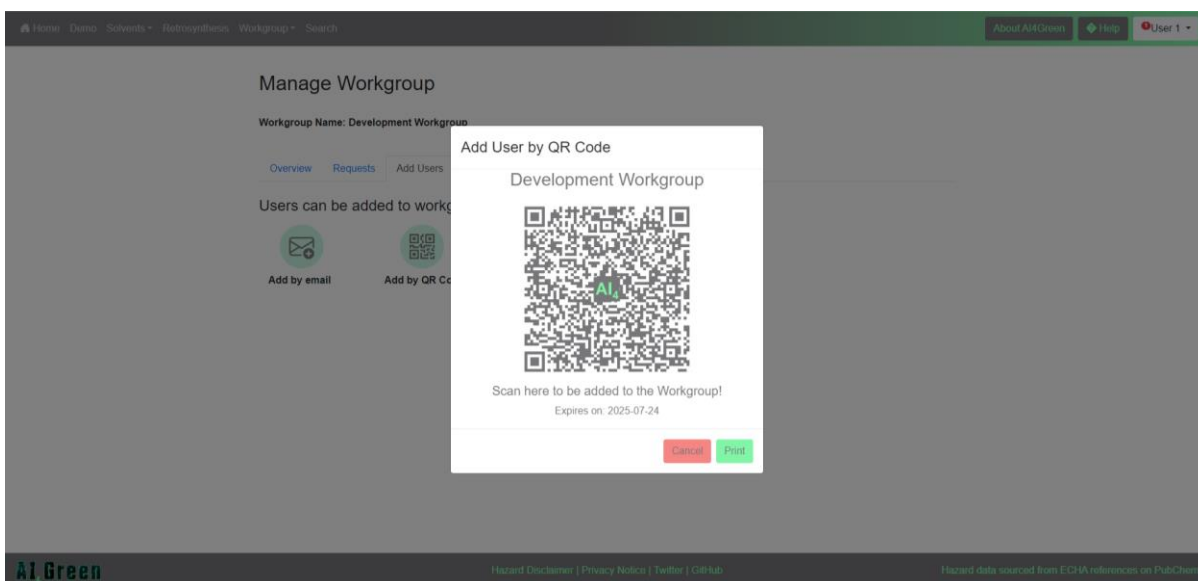 Home Demo Solvents Retrosynthesis Workgroup Search About AI4Green Help User 1
Manage Workgroup
Workgroup Name: Development Workgroup
Add User by QR Code
Overview Requests Add Users
Development Workgroup
Users can be added to workg
AI4
Add by email Add by QR Co
Scan here to be added to the Workgroup!
Expires on: 2025-07-24
Cancel Print
AI Green Hazard Disclaimer | Privacy Notice | Twitter | GitHub Hazard data sourced from ECHA references on PubChem